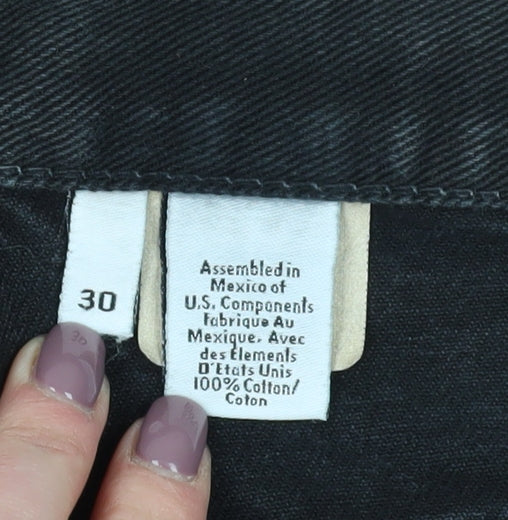 30
Assembled in
Mexico of
U.S. Components
Fabrique Au
Mexique. Avec
des Elements
D'Etats Unis
100% Cotton/
Coton